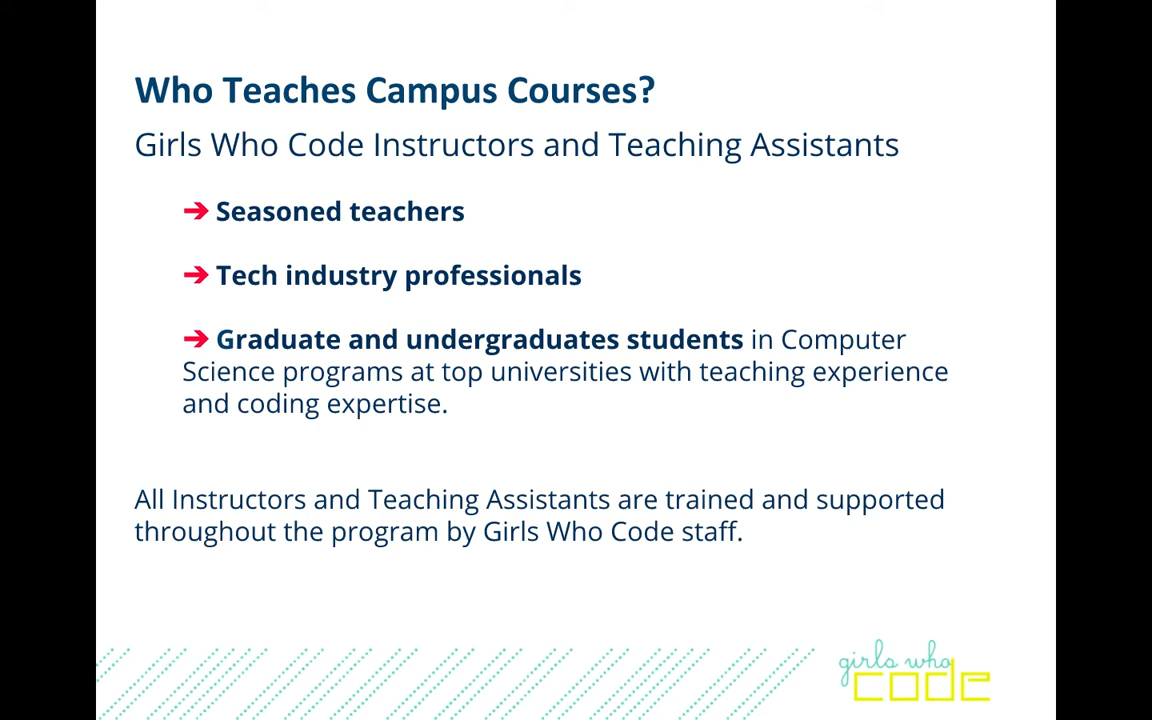 Who Teaches Campus Courses?
Girls Who Code Instructors and Teaching Assistants
➔ Seasoned teachers
➔ Tech industry professionals
➔ Graduate and undergraduates students in Computer
Science programs at top universities with teaching experience
and coding expertise.
All Instructors and Teaching Assistants are trained and supported
throughout the program by Girls Who Code staff.
girls who
code